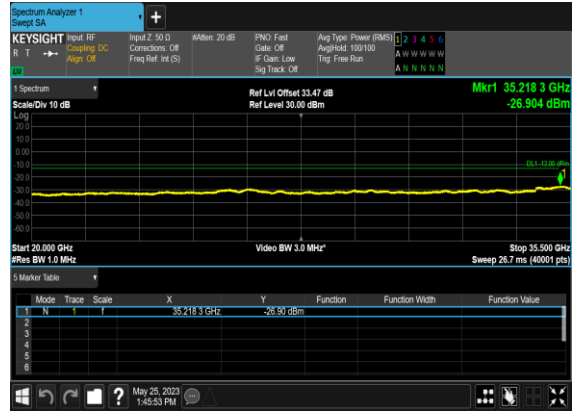 Spectrum Analyzer 1
Swept SA
+
KEYSIGHT Input: RF Input Z: 50 Ω #Atten: 20 dB PNO: Fast Avg Type: Power (RMS) 1 2 3 4 5 6
R T Coupling: DC Corrections: Off Gate: Off Avg|Hold: 100/100 A W W W W W
Align: Off Freq Ref: Int (S) IF Gain: Low Trig: Free Run
Sig Track: Off A N N N N N
1 Spectrum Ref Lvl Offset 33.47 dB Mkr1 35.218 3 GHz
Scale/Div 10 dB Ref Level 30.00 dBm -26.904 dBm
Log
20.0
10.0
0.00
-10.0 DL1 -13.00 dBm
1
-20.0
-30.0
-40.0
-50.0
-60.0
Start 20.000 GHz Video BW 3.0 MHz* Stop 35.500 GHz
#Res BW 1.0 MHz Sweep 26.7 ms (40001 pts)
5 Marker Table
Mode Trace Scale X Y Function Function Width Function Value
1 N 1 f 35.218 3 GHz -26.90 dBm
2
3
4
5
6
? May 25, 2023
1:45:53 PM